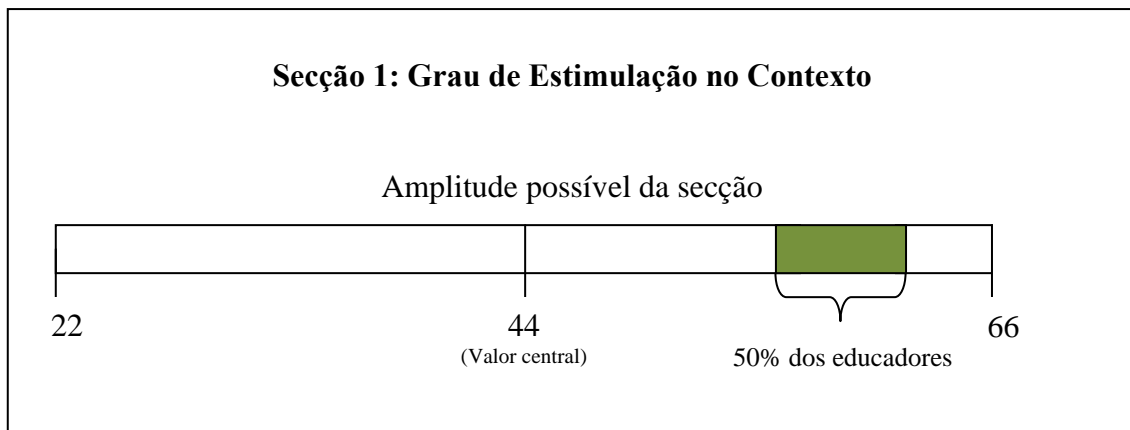 Secção 1: Grau de Estimulação no Contexto
Amplitude possível da secção
22
44
66
(Valor central)
50% dos educadores